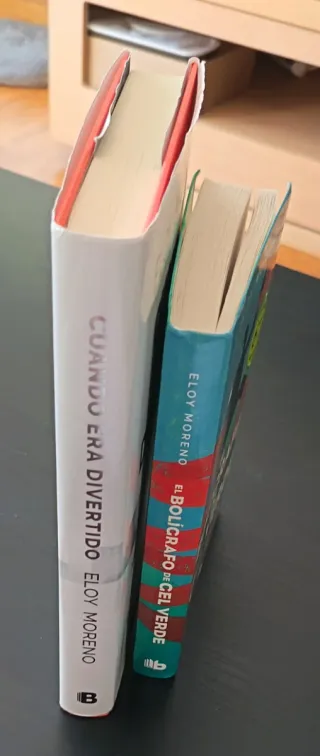 CUANDO ERA DIVERTIDO ELOY MORENO
B
ELOY MORENO
EL BOLÍGRAFO DE GEL VERDE
b